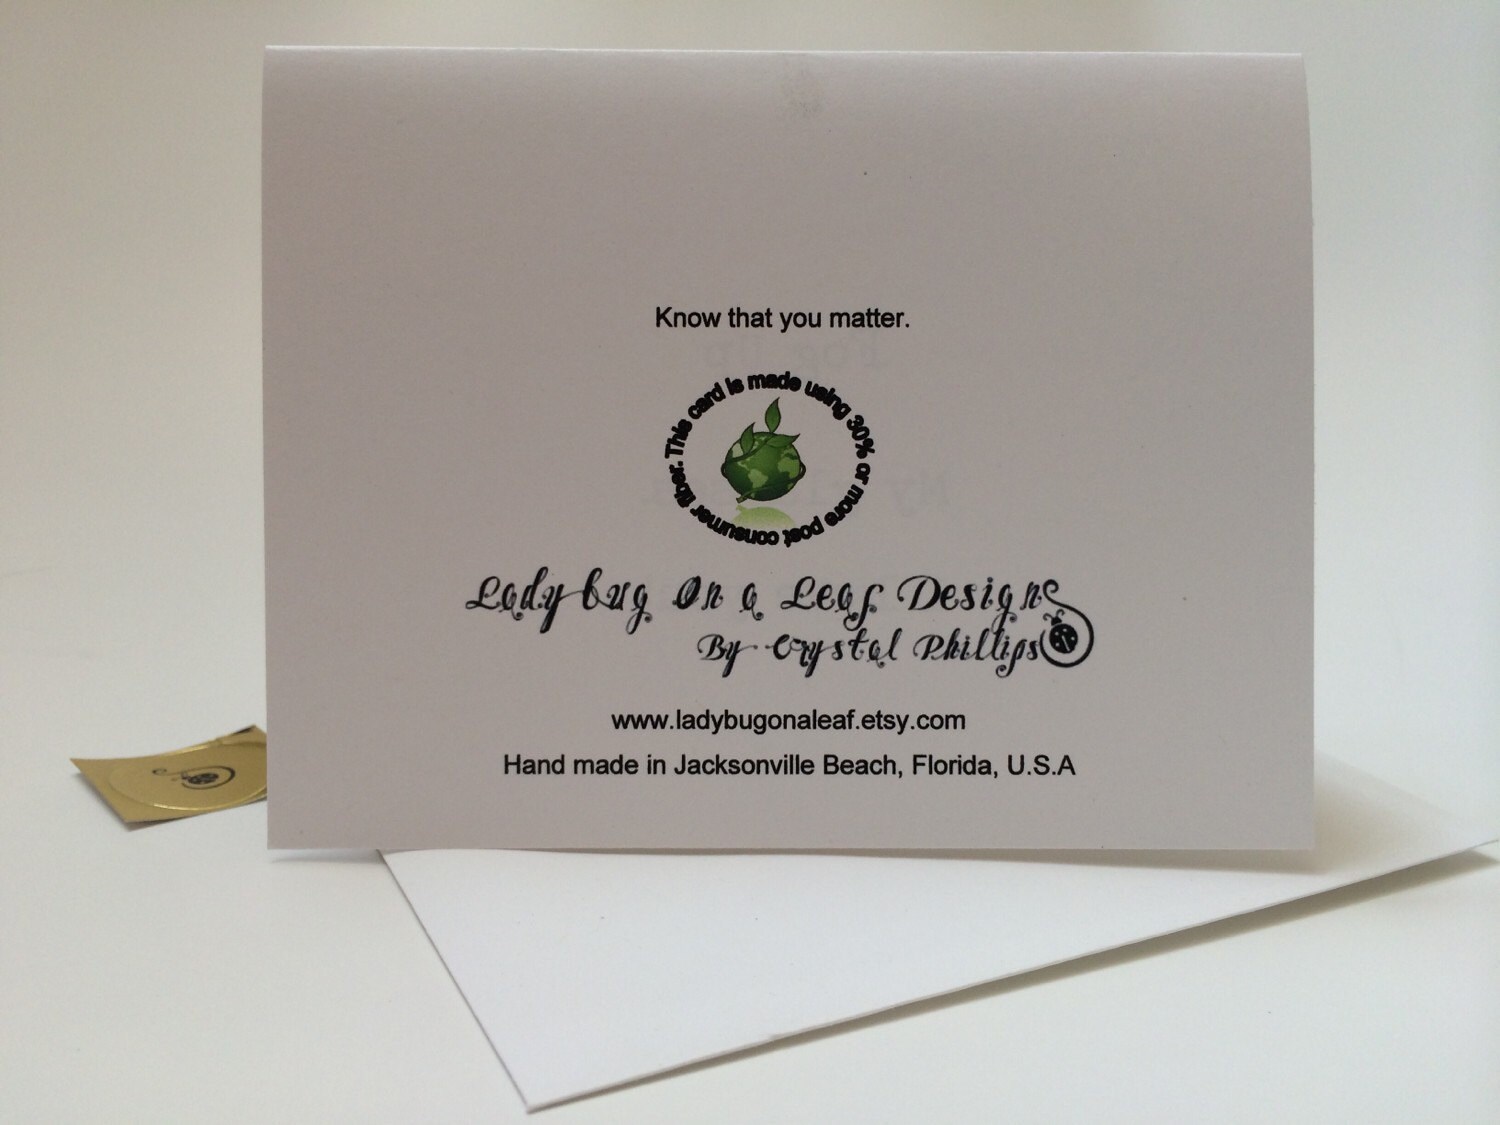 Know that you matter.
This card is made using 30% or more post consumer fiber.
Ladybug On a Leaf Designs
By Crystal Phillips
www.ladybugonaleaf.etsy.com
Hand made in Jacksonville Beach, Florida, U.S.A